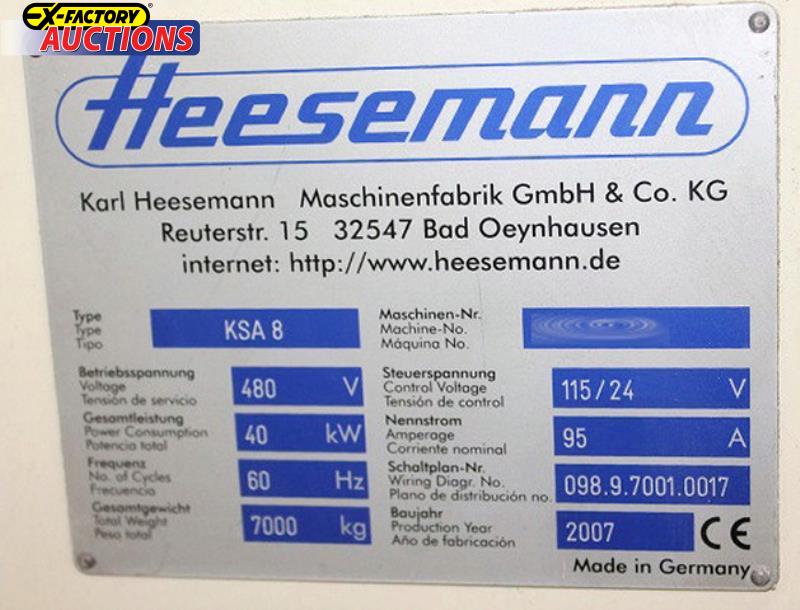 EX-FACTORY
AUCTIONS
Heesemann
Karl Heesemann Maschinenfabrik GmbH & Co. KG
Reuterstr. 15 32547 Bad Oeynhausen
internet: http://www.heesemann.de
Type
Type
Tipo
KSA 8
Maschinen-Nr.
Machine-No.
Máquina No.
Betriebsspannung
Voltage
Tensión de servicio
480 V
Steuerspannung
Control Voltage
Tensión de control
115/24 V
Gesamtleistung
Power Consumption
Potencia total
40 kW
Nennstrom
Amperage
Corriente nominal
95 A
Frequenz
No. of Cycles
Frecuencia
60 Hz
Schaltplan-Nr.
Wiring Diagr. No.
Plano de distribución no.
098.9.7001.0017
Gesamtgewicht
Total Weight
Peso total
7000 kg
Baujahr
Production Year
Año de fabricación
2007
CE
Made in Germany